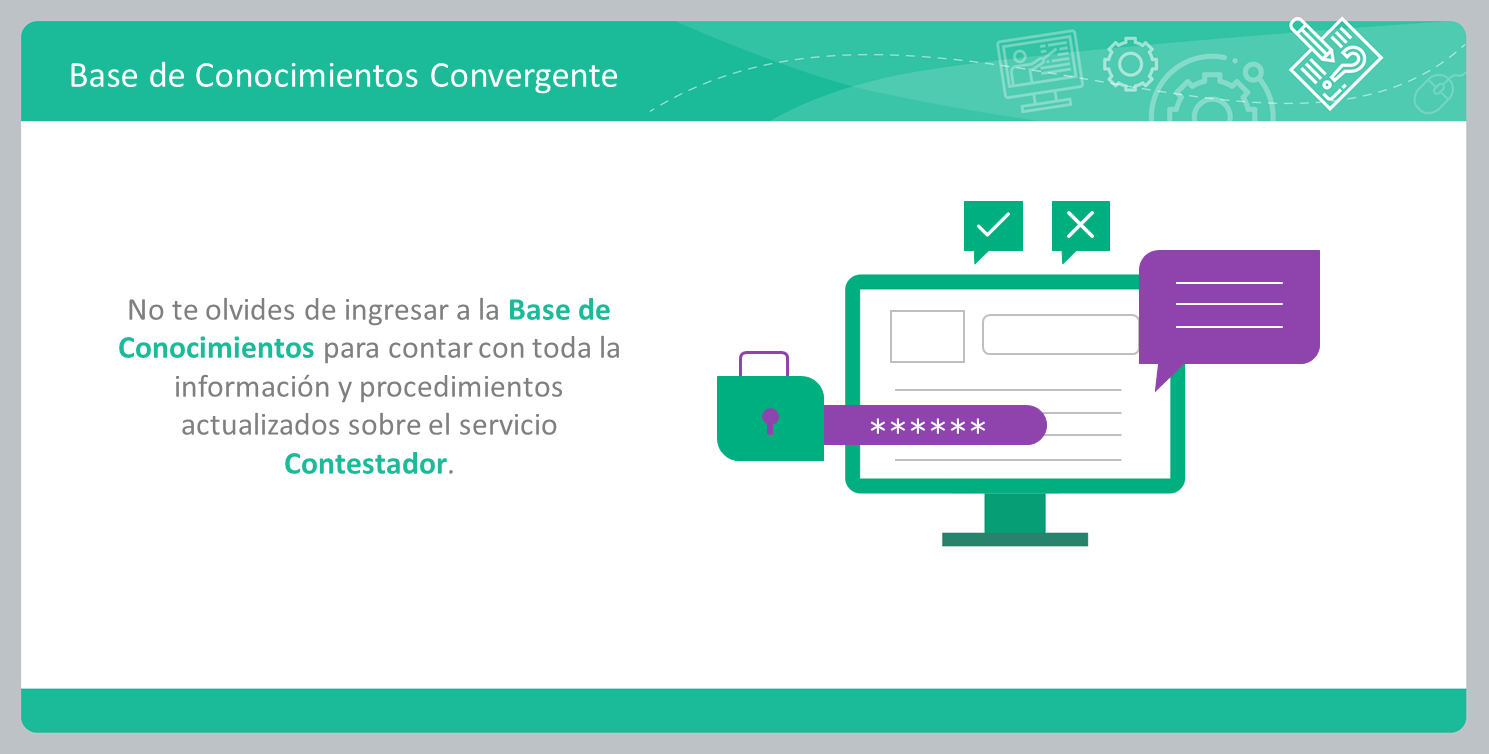 Base de Conocimientos Convergente
No te olvides de ingresar a la Base de
Conocimientos para contar con toda la
información y procedimientos
actualizados sobre el servicio
Contestador.
******